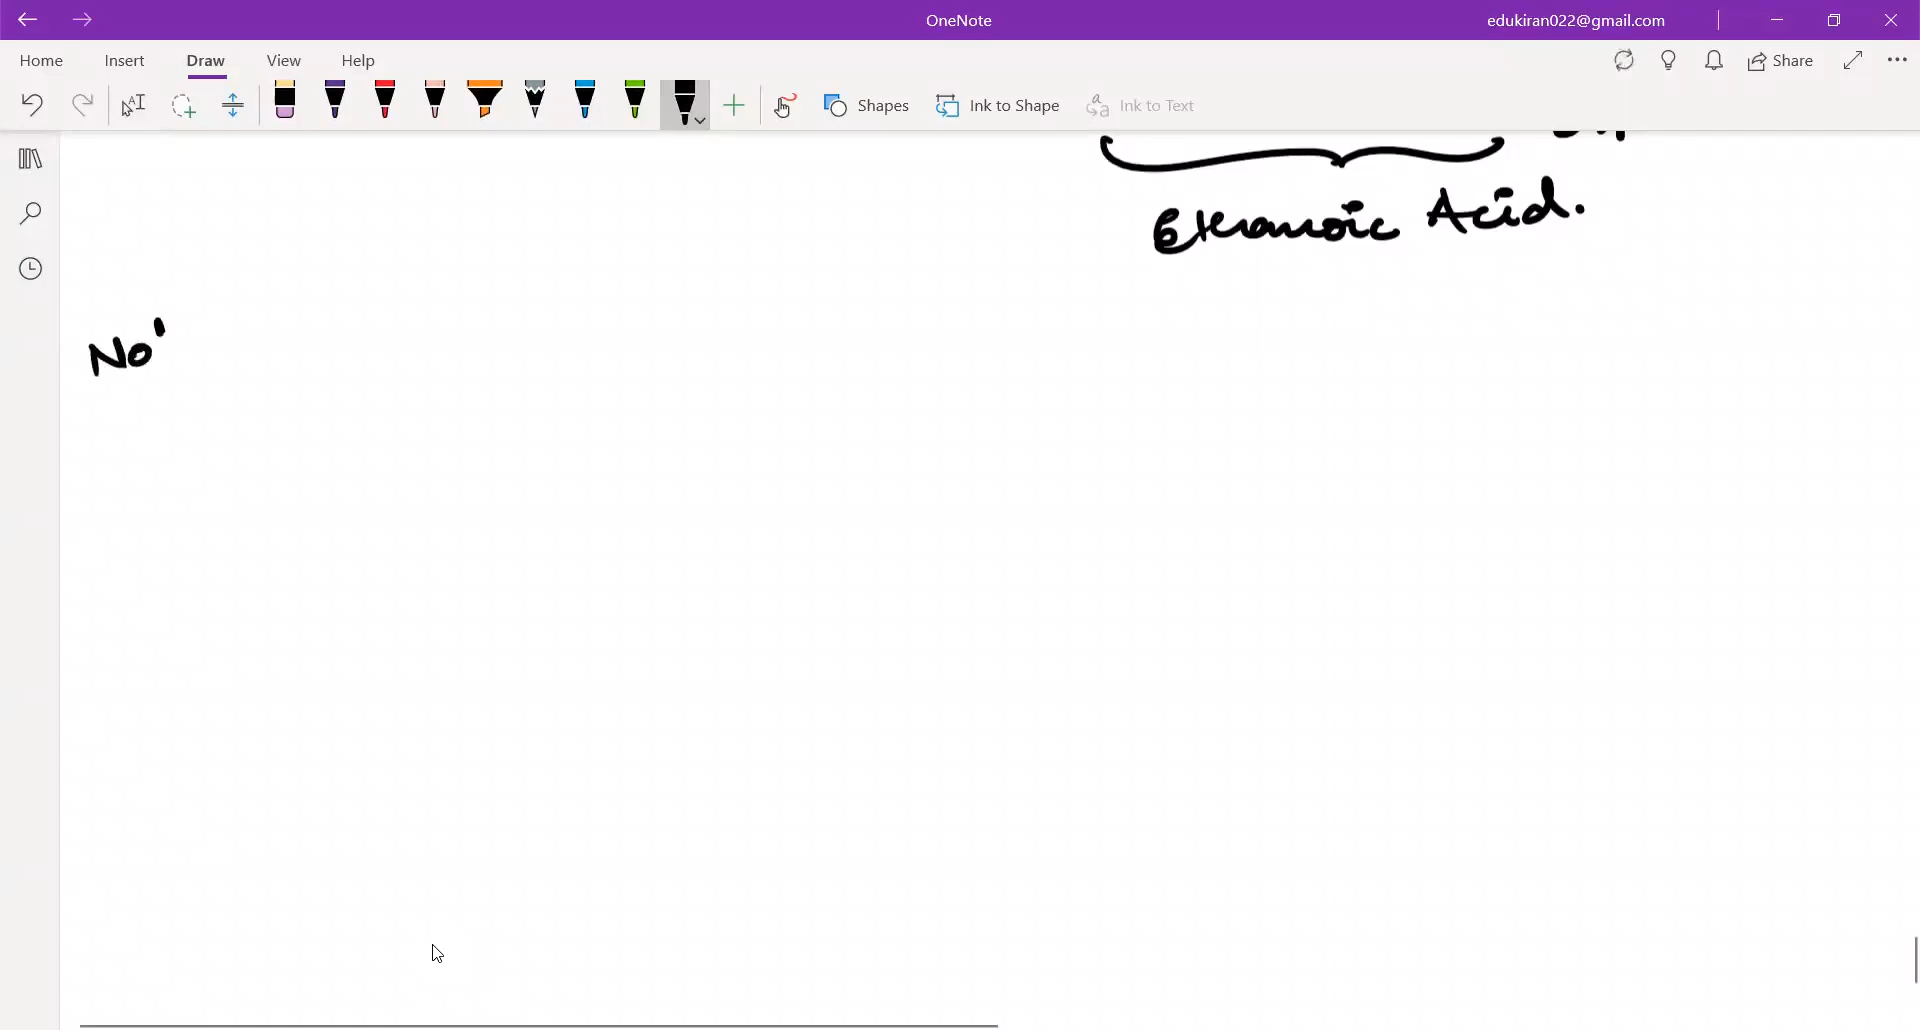 OneNote
edukiran022@gmail.com
Home Insert Draw View Help
Share
Shapes Ink to Shape Ink to Text
Ethanoic Acid.
No'